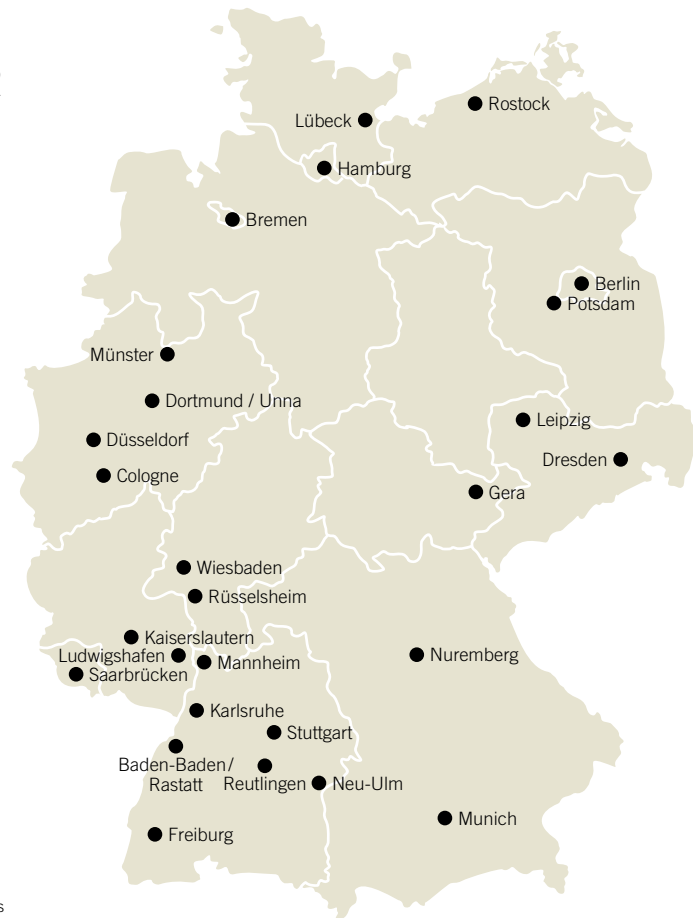 Rostock
Lübeck
Hamburg
Bremen
Berlin
Potsdam
Münster
Dortmund / Unna
Leipzig
Düsseldorf
Dresden
Cologne
Gera
Wiesbaden
Rüsselsheim
Kaiserslautern
Ludwigshafen
Nuremberg
Mannheim
Saarbrücken
Karlsruhe
Stuttgart
Baden-Baden/
Rastatt
Reutlingen
Neu-Ulm
Munich
Freiburg
s